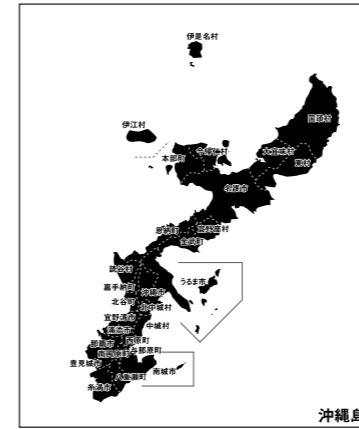 伊是名村
国頭村
伊江村
今帰仁村
大宜味村
本部町
東村
名護市
恩納村
宜野座村
金武町
読谷村
うるま市
嘉手納町
沖縄市
北谷町
北中城村
宜野湾市
中城村
浦添市
西原町
那覇市
与那原町
南風原町
豊見城市
南城市
八重瀬町
糸満市
沖縄島